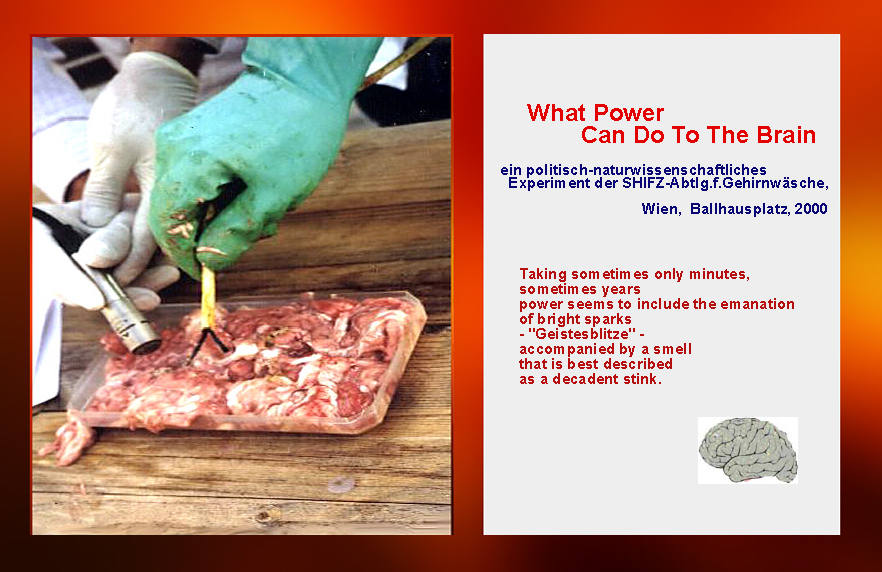 What Power
Can Do To The Brain
ein politisch-naturwissenschaftliches
Experiment der SHIFZ-Abtlg.f.Gehirnwäsche,
Wien, Ballhausplatz, 2000
Taking sometimes only minutes,
sometimes years
power seems to include the emanation
of bright sparks
- "Geistesblitze" -
accompanied by a smell
that is best described
as a decadent stink.